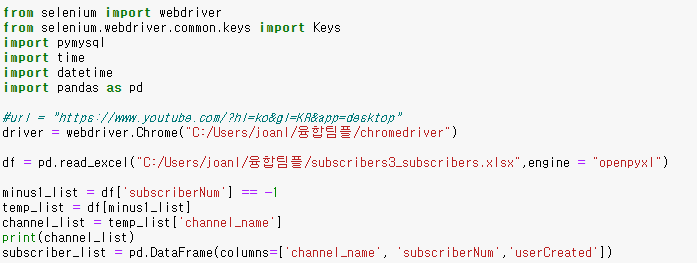 from selenium import webdriver
from selenium.webdriver.common.keys import Keys
import pymysql
import time
import datetime
import pandas as pd
#url = "https://www.youtube.com/?hl=ko&gl=KR&app=desktop"
driver = webdriver.Chrome("C:/Users/joanl/융합팀플/chromedriver")
df = pd.read_excel("C:/Users/joanl/융합팀플/subscribers3_subscribers.xlsx",engine = "openpyxl")
minus1_list = df['subscriberNum'] == -1
temp_list = df[minus1_list]
channel_list = temp_list['channel_name']
print(channel_list)
subscriber_list = pd.DataFrame(columns=['channel_name', 'subscriberNum','userCreated'])